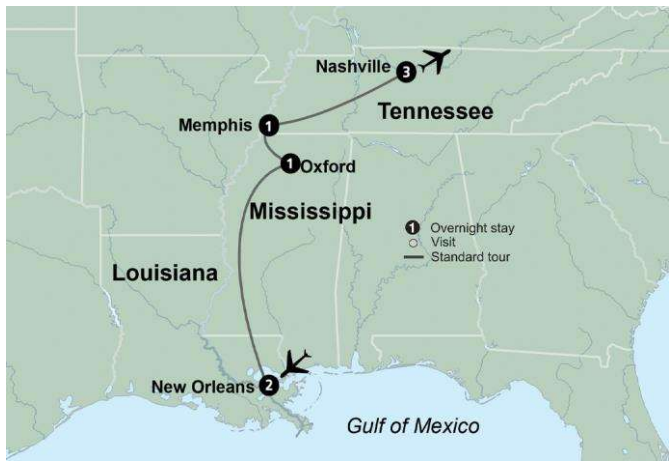 Nashville
3
Tennessee
Memphis
1
1
Oxford
Mississippi
1 Overnight stay
Visit
Standard tour
Louisiana
New Orleans
2
Gulf of Mexico